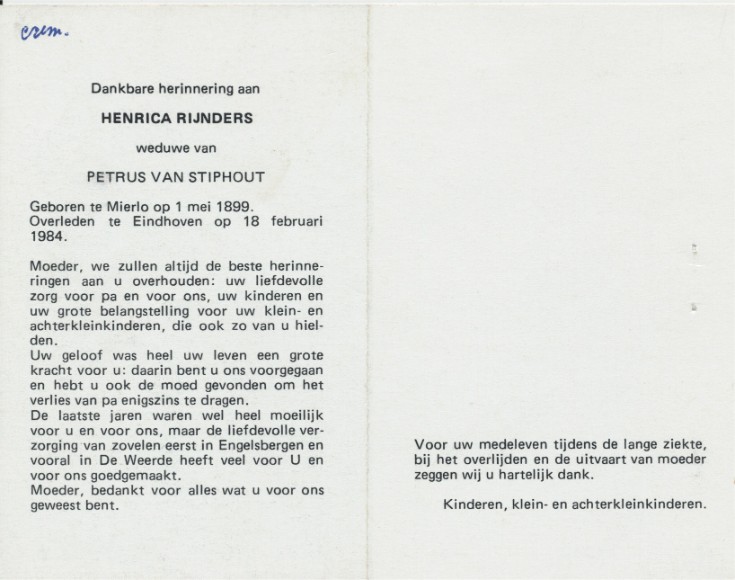 crem.
Dankbare herinnering aan
HENRICA RIJNDERS
weduwe van
PETRUS VAN STIPHOUT
Geboren te Mierlo op 1 mei 1899.
Overleden te Eindhoven op 18 februari
1984.
Moeder, we zullen altijd de beste herinne-
ringen aan u overhouden: uw liefdevolle
zorg voor pa en voor ons, uw kinderen en
uw grote belangstelling voor uw klein- en
achterkleinkinderen, die ook zo van u hiel-
den.
Uw geloof was heel uw leven een grote
kracht voor u: daarin bent u ons voorgegaan
en hebt u ook de moed gevonden om het
verlies van pa enigszins te dragen.
De laatste jaren waren wel heel moeilijk
voor u en voor ons, maar de liefdevolle ver-
zorging van zovelen eerst in Engelsbergen en
vooral in De Weerde heeft veel voor U en
voor ons goedgemaakt.
Moeder, bedankt voor alles wat u voor ons
geweest bent.
Voor uw medeleven tijdens de lange ziekte,
bij het overlijden en de uitvaart van moeder
zeggen wij u hartelijk dank.
Kinderen, klein- en achterkleinkinderen.